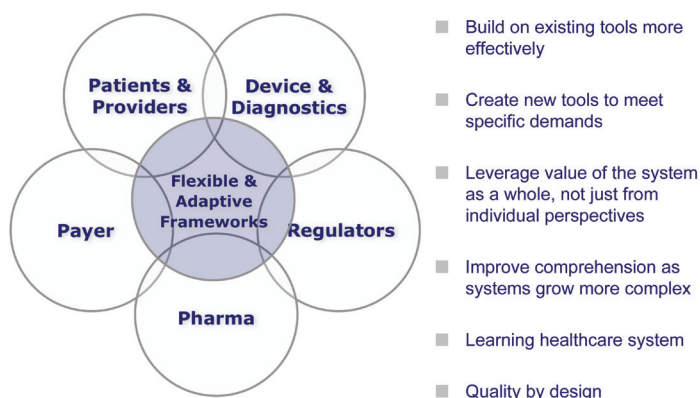 Patients &
Providers
Device &
Diagnostics
Flexible &
Adaptive
Frameworks
Payer
Regulators
Pharma
Build on existing tools more
effectively
Create new tools to meet
specific demands
Leverage value of the system
as a whole, not just from
individual perspectives
Improve comprehension as
systems grow more complex
Learning healthcare system
Quality by design